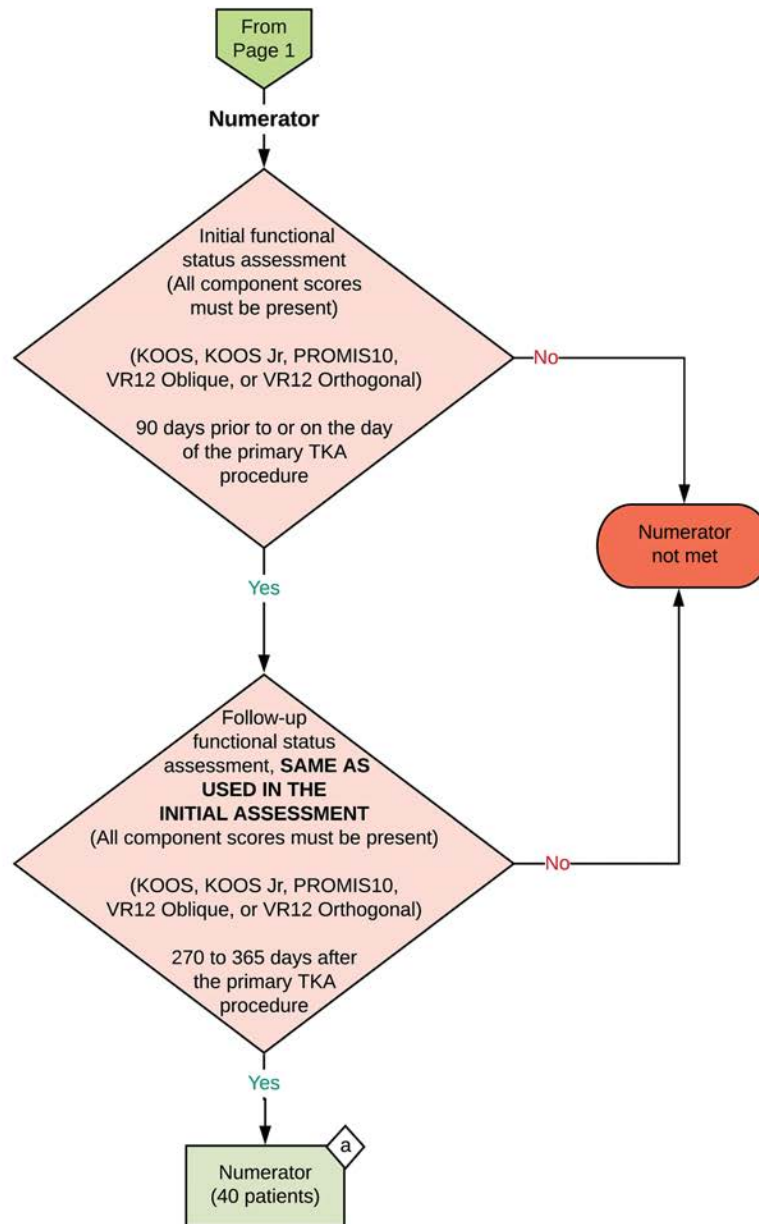 From
Page 1
Numerator
Initial functional
status assessment
(All component scores
must be present)
(KOOS, KOOS Jr, PROMIS10,
VR12 Oblique, or VR12 Orthogonal)
90 days prior to or on the day
of the primary TKA
procedure
No
Numerator
not met
Yes
Follow-up
functional status
assessment, SAME AS
USED IN THE
INITIAL ASSESSMENT
(All component scores must be present)
(KOOS, KOOS Jr, PROMIS10,
VR12 Oblique, or VR12 Orthogonal)
270 to 365 days after
the primary TKA
procedure
No
Yes
a
Numerator
(40 patients)